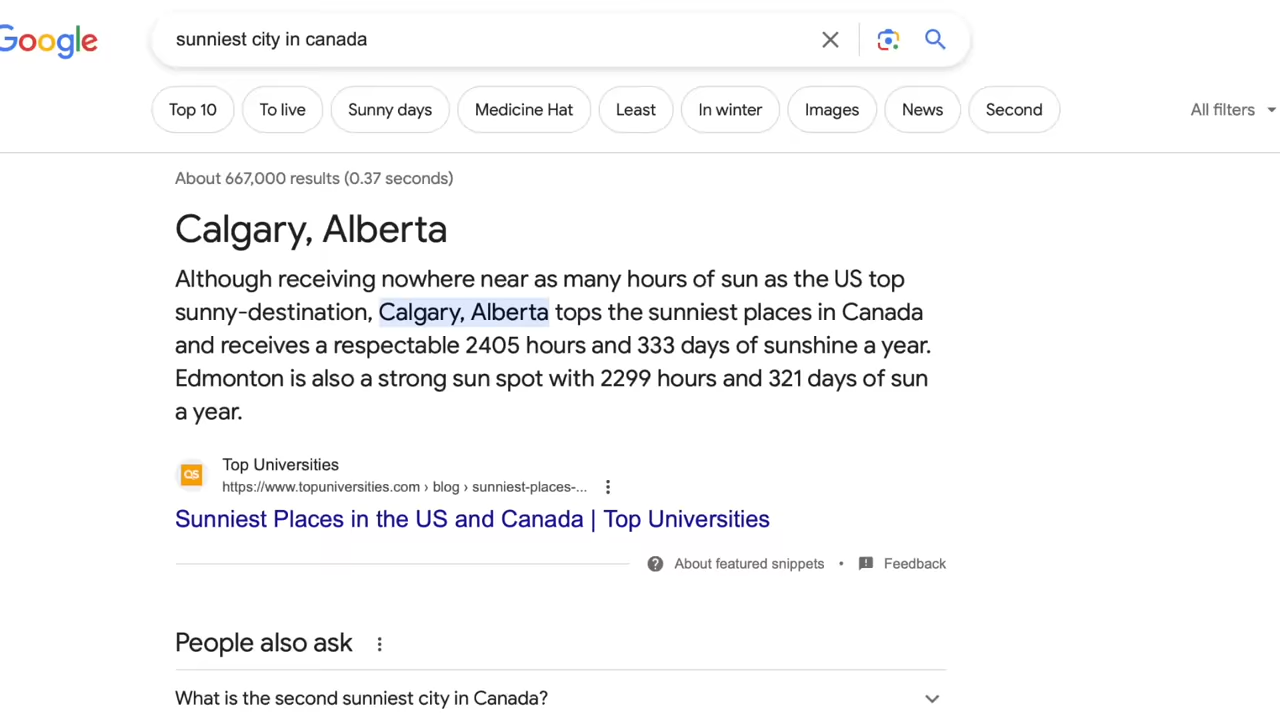 Google
sunniest city in canada
Top 10
To live
Sunny days
Medicine Hat
Least
In winter
Images
News
Second
All filters
About 667,000 results (0.37 seconds)
Calgary, Alberta
Although receiving nowhere near as many hours of sun as the US top
sunny-destination, Calgary, Alberta tops the sunniest places in Canada
and receives a respectable 2405 hours and 333 days of sunshine a year.
Edmonton is also a strong sun spot with 2299 hours and 321 days of sun
a year.
QS
Top Universities
https://www.topuniversities.com › blog › sunniest-places-...
Sunniest Places in the US and Canada | Top Universities
About featured snippets • Feedback
People also ask
What is the second sunniest city in Canada?